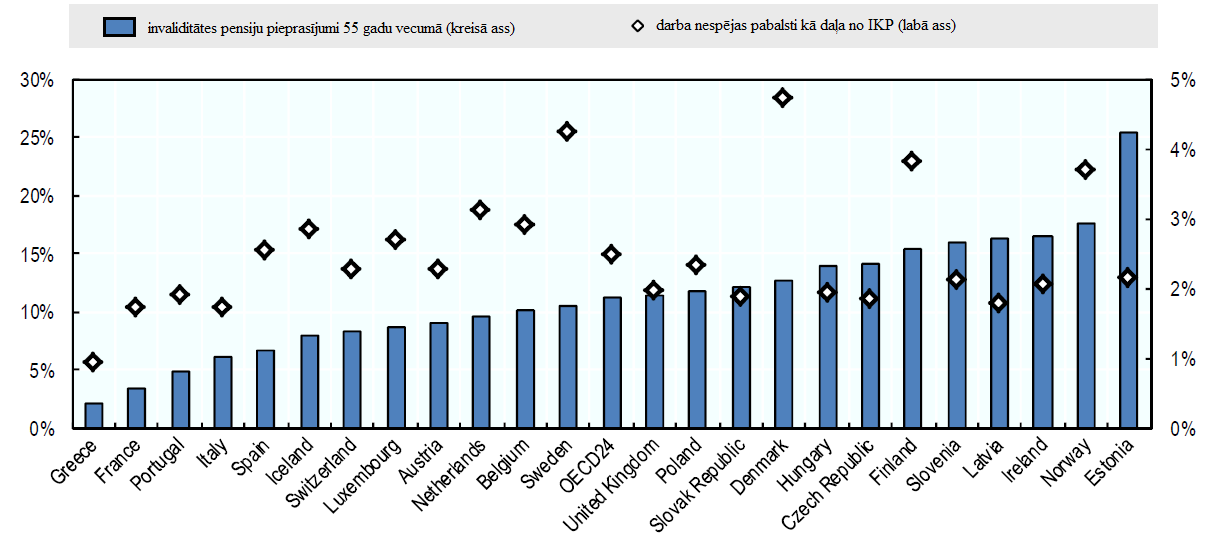 invaliditātes pensiju pieprasījumi 55 gadu vecumā (kreisā ass)
darba nespējas pabalsti kā daļa no IKP (labā ass)
30%
25%
20%
15%
10%
5%
0%
5%
4%
3%
2%
1%
0%
Greece
France
Portugal
Italy
Spain
Iceland
Switzerland
Luxembourg
Austria
Netherlands
Belgium
Sweden
OECD24
United Kingdom
Poland
Slovak Republic
Denmark
Hungary
Czech Republic
Finland
Slovenia
Latvia
Ireland
Norway
Estonia